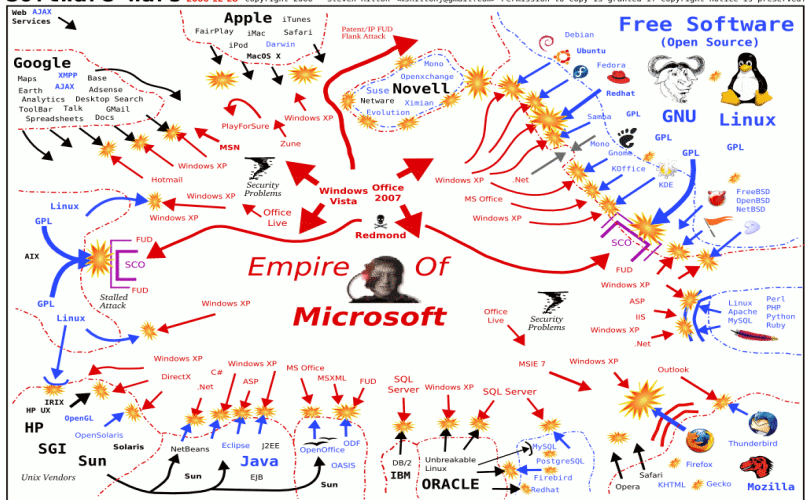 Software Wars 2006-12-28 Copyright 2006 Steven Hilton
Permission to copy is granted if copyright notice is preserved
Web AJAX
Services
Apple iTunes
FairPlay iMac Safari
iPod Darwin
MacOS X
Patent/IP FUD
Flank Attack
Free Software
(Open Source)
Google
Maps XMPP Base
Earth AJAX Adsense
Analytics Desktop Search
ToolBar Talk GMail
Spreadsheets Docs
Mono
Openxchange
Suse Novell
Netware Ximian
Evolution
Debian
Ubuntu
Fedora
Redhat
GPL
Samba
GNU Linux
PlayForSure
Windows XP
Zune
MSN
Windows XP
Hotmail
Mono
Gnome
GPL
GPL
GPL
KOffice
KDE
FreeBSD
OpenBSD
NetBSD
Security
Problems
Windows
Vista
Office
2007
Redmond
Windows XP
.Net
MS Office
Windows XP
Linux
GPL
Windows XP
Windows XP
Office
Live
AIX
FUD
SCO
FUD
Stalled
Attack
GPL
Linux
Empire Of
Microsoft
SCO
FUD
Windows XP
ASP
IIS
Windows XP
.Net
Linux Perl
Apache PHP
MySQL Python
Ruby
Windows XP
Security
Problems
Office
Live
MSIE 7
Windows XP
Outlook
Windows XP
DirectX
.Net
C#
Windows XP
ASP
MS Office
MSXML
FUD
SQL
Server
Windows XP
SQL Server
IRIX
HP UX
OpenGL
HP
OpenSolaris
SGI
Solaris
Sun
Unix Vendors
NetBeans
Eclipse
J2EE
Java
Sun
EJB
OpenOffice
ODF
OASIS
Sun
DB/2
IBM
Unbreakable
Linux
ORACLE
MySQL
PostgreSQL
Firebird
Redhat
Opera
Safari
Firefox
KHTML
Gecko
Thunderbird
Mozilla